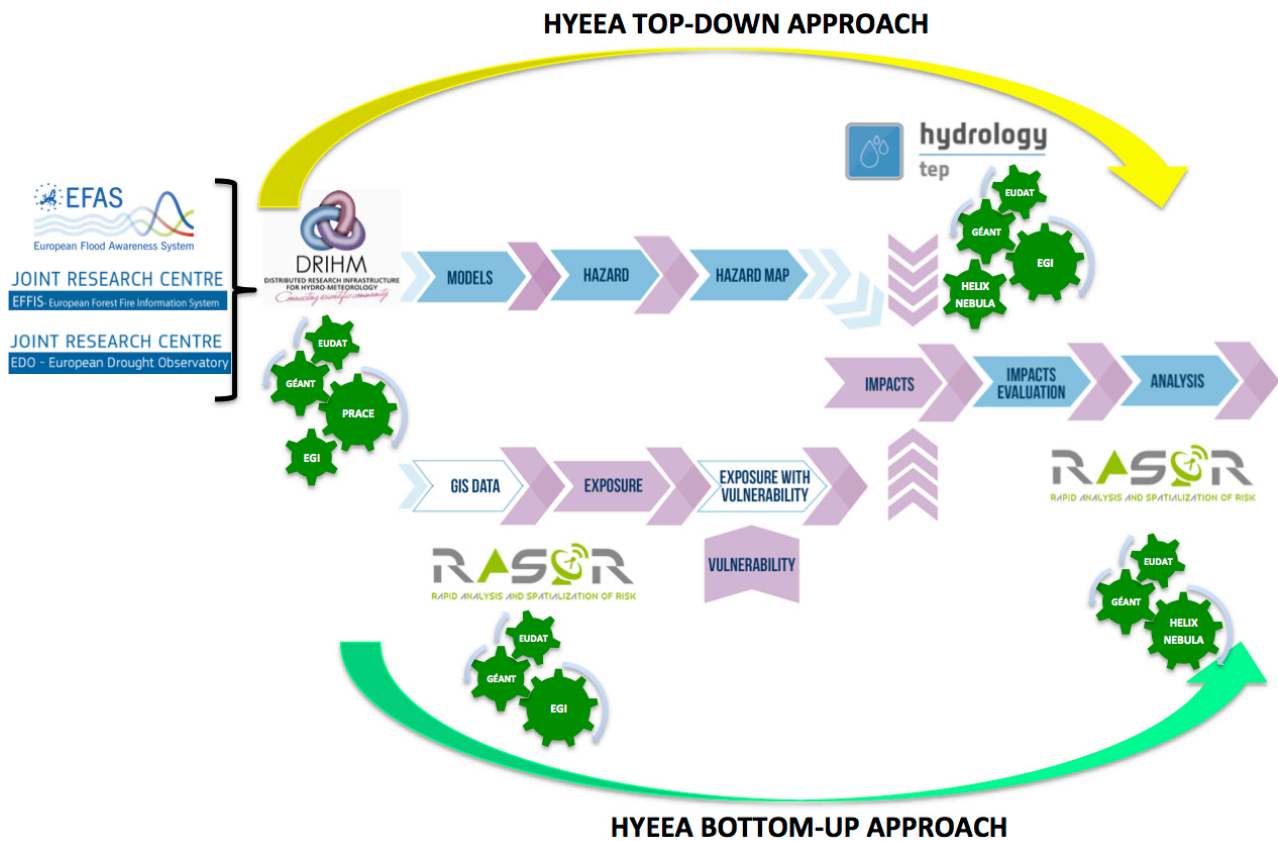 HYEEA TOP-DOWN APPROACH
hydrology
tep
EUDAT
GÉANT
EGI
HELIX
NEBULA
EFAS
European Flood Awareness System
JOINT RESEARCH CENTRE
EFFIS- European Forest Fire Information System
JOINT RESEARCH CENTRE
EDO - European Drought Observatory
DRIHM
DISTRIBUTED RESEARCH INFRASTRUCTURE
FOR HYDRO-METEOROLOGY
Connecting scientific community
MODELS
HAZARD
HAZARD MAP
EUDAT
GÉANT
PRACE
EGI
IMPACTS
IMPACTS
EVALUATION
ANALYSIS
GIS DATA
EXPOSURE
EXPOSURE WITH
VULNERABILITY
VULNERABILITY
RASOR
RAPID ANALYSIS AND SPATIALIZATION OF RISK
RASOR
RAPID ANALYSIS AND SPATIALIZATION OF RISK
EUDAT
GÉANT
EGI
EUDAT
GÉANT
HELIX
NEBULA
HYEEA BOTTOM-UP APPROACH